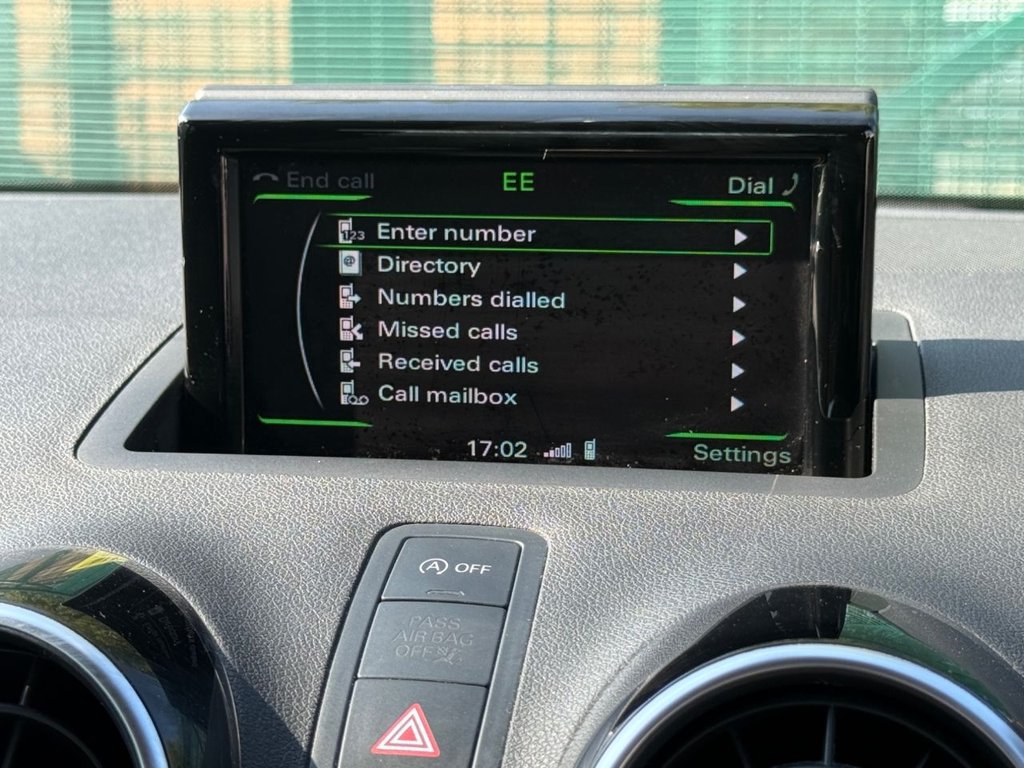 End call
EE
Dial
123 Enter number
@ Directory
Numbers dialled
Missed calls
Received calls
Call mailbox
17:02
Settings
A OFF
PASS
AIR BAG
OFF